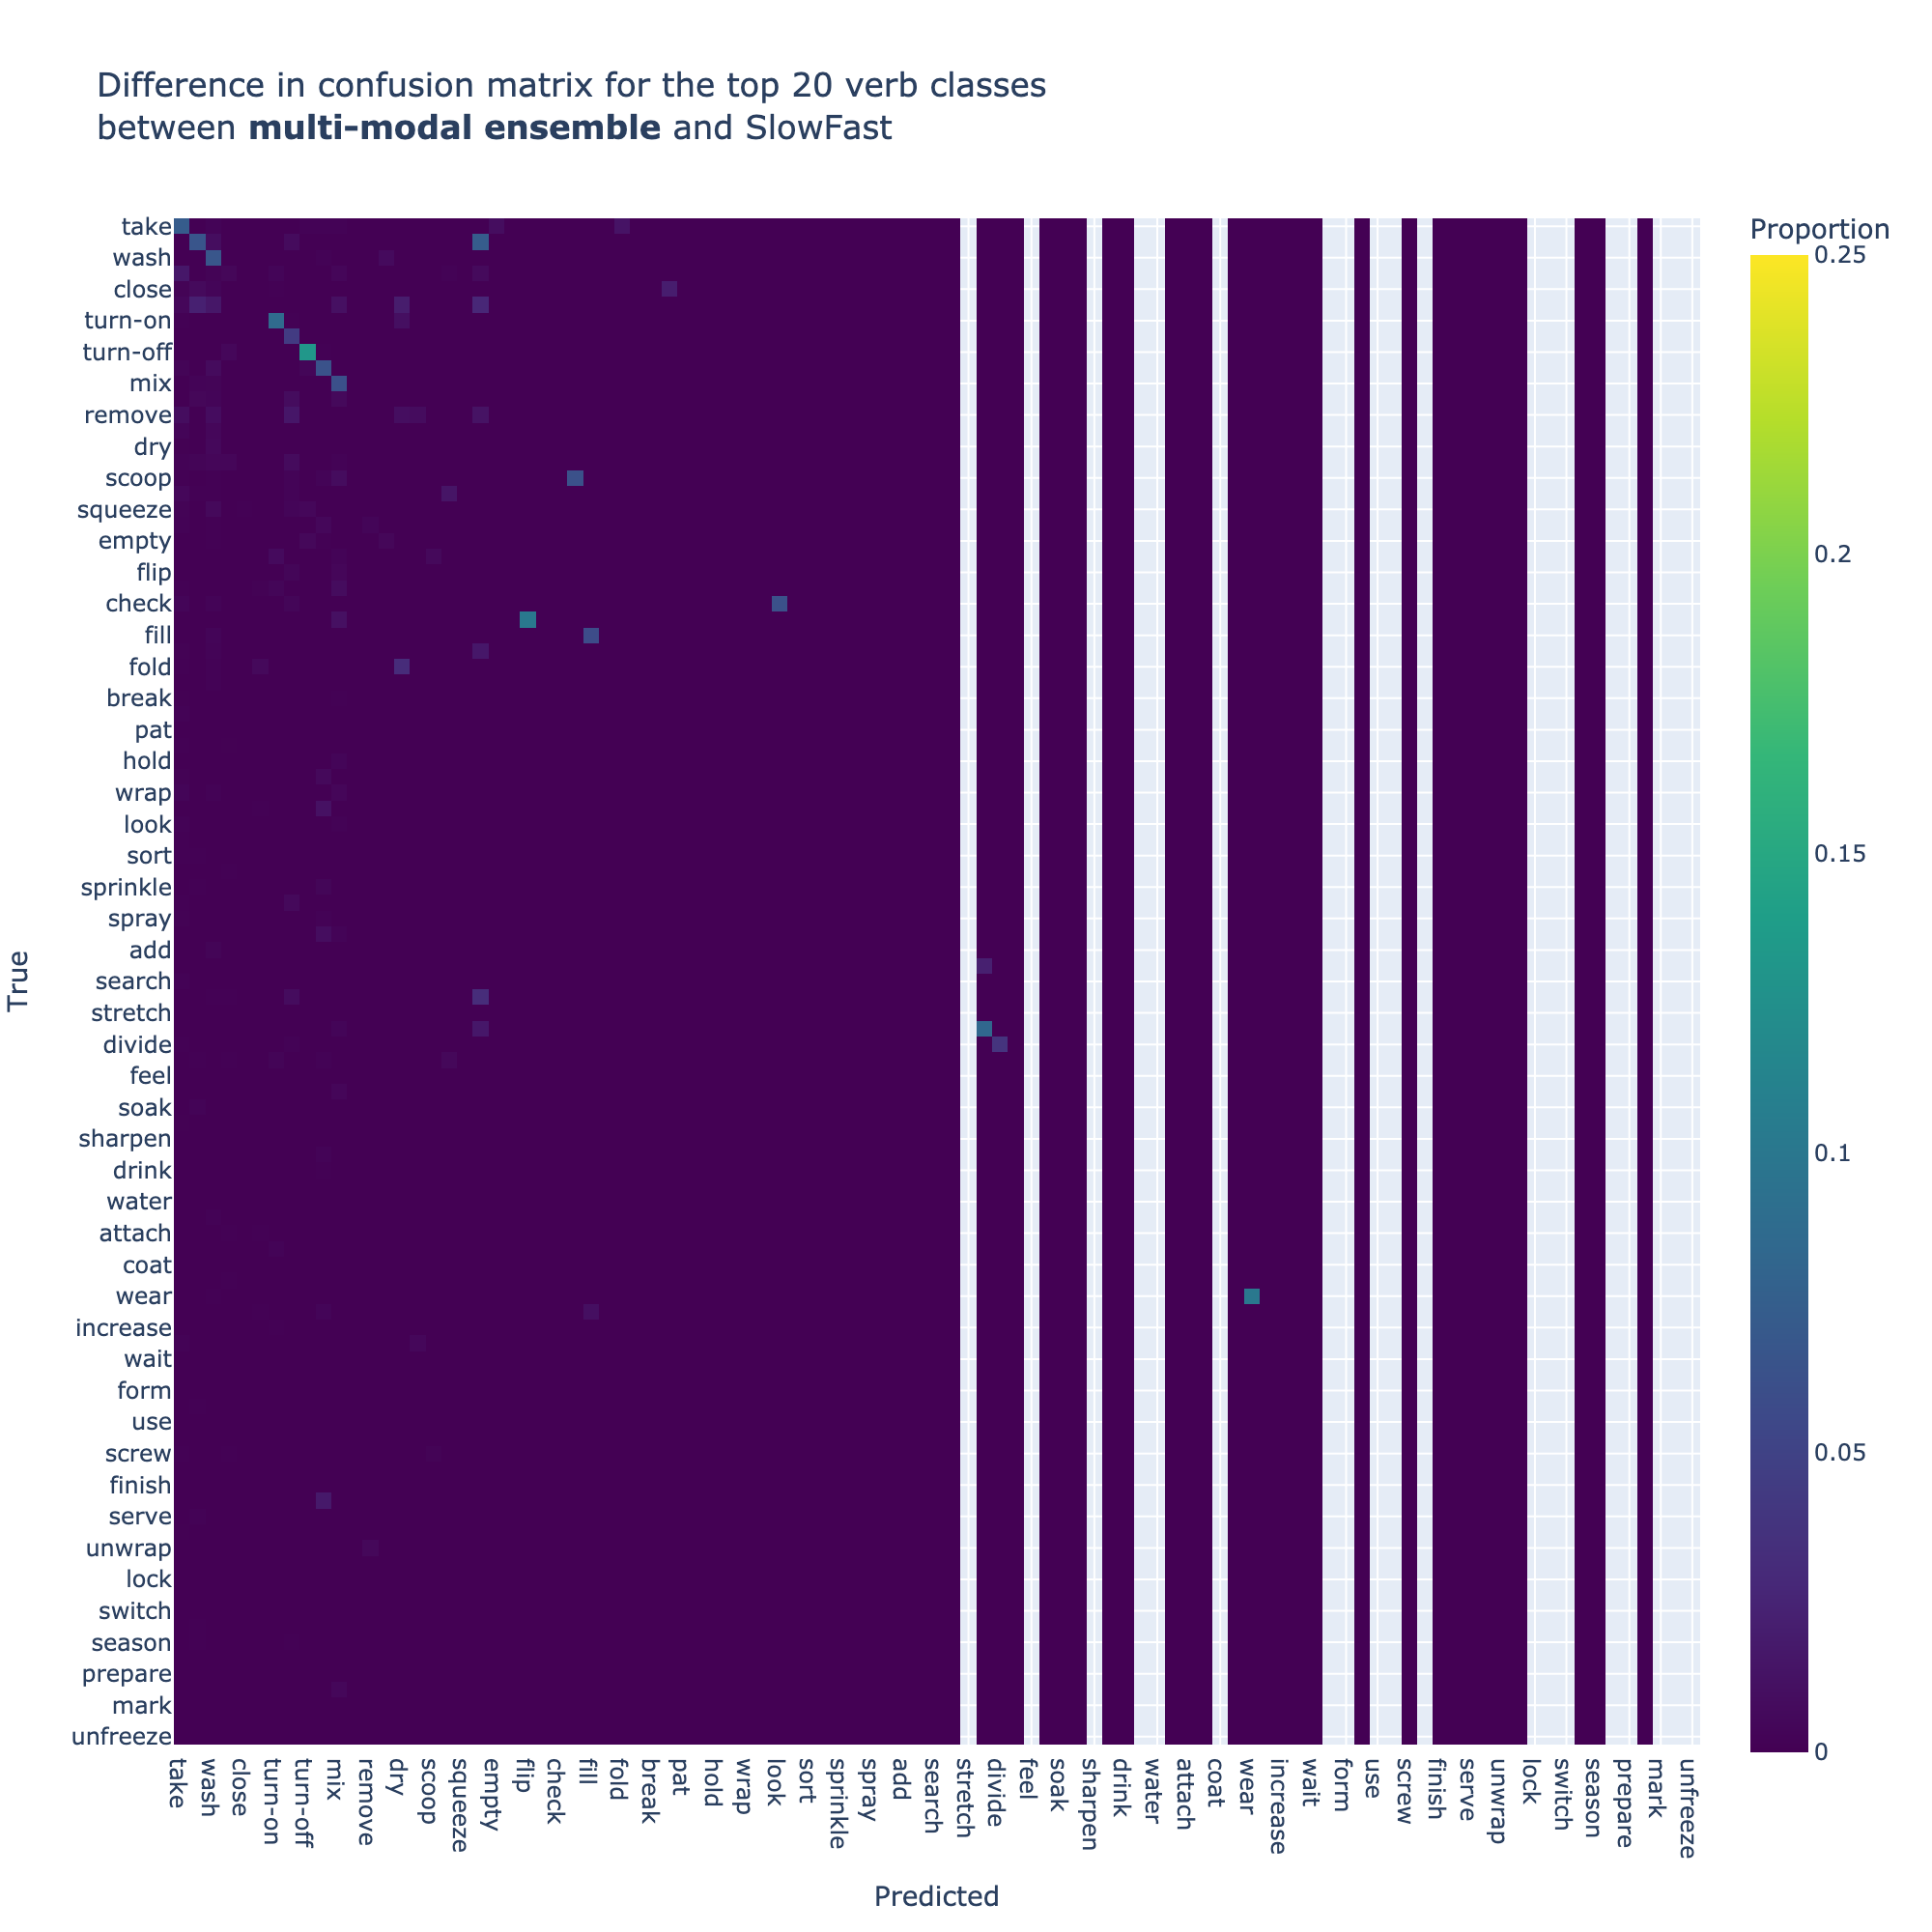 Difference in confusion matrix for the top 20 verb classes
between multi-modal ensemble and SlowFast
Proportion
0.25
0.2
0.15
0.1
0.05
0
True
take
wash
close
turn-on
turn-off
mix
remove
dry
scoop
squeeze
empty
flip
check
fill
fold
break
pat
hold
wrap
look
sort
sprinkle
spray
add
search
stretch
divide
feel
soak
sharpen
drink
water
attach
coat
wear
increase
wait
form
use
screw
finish
serve
unwrap
lock
switch
season
prepare
mark
unfreeze
take
wash
close
turn-on
turn-off
mix
remove
dry
scoop
squeeze
empty
flip
check
fill
fold
break
pat
hold
wrap
look
sort
sprinkle
spray
add
search
stretch
divide
feel
soak
sharpen
drink
water
attach
coat
wear
increase
wait
form
use
screw
finish
serve
unwrap
lock
switch
season
prepare
mark
unfreeze
Predicted